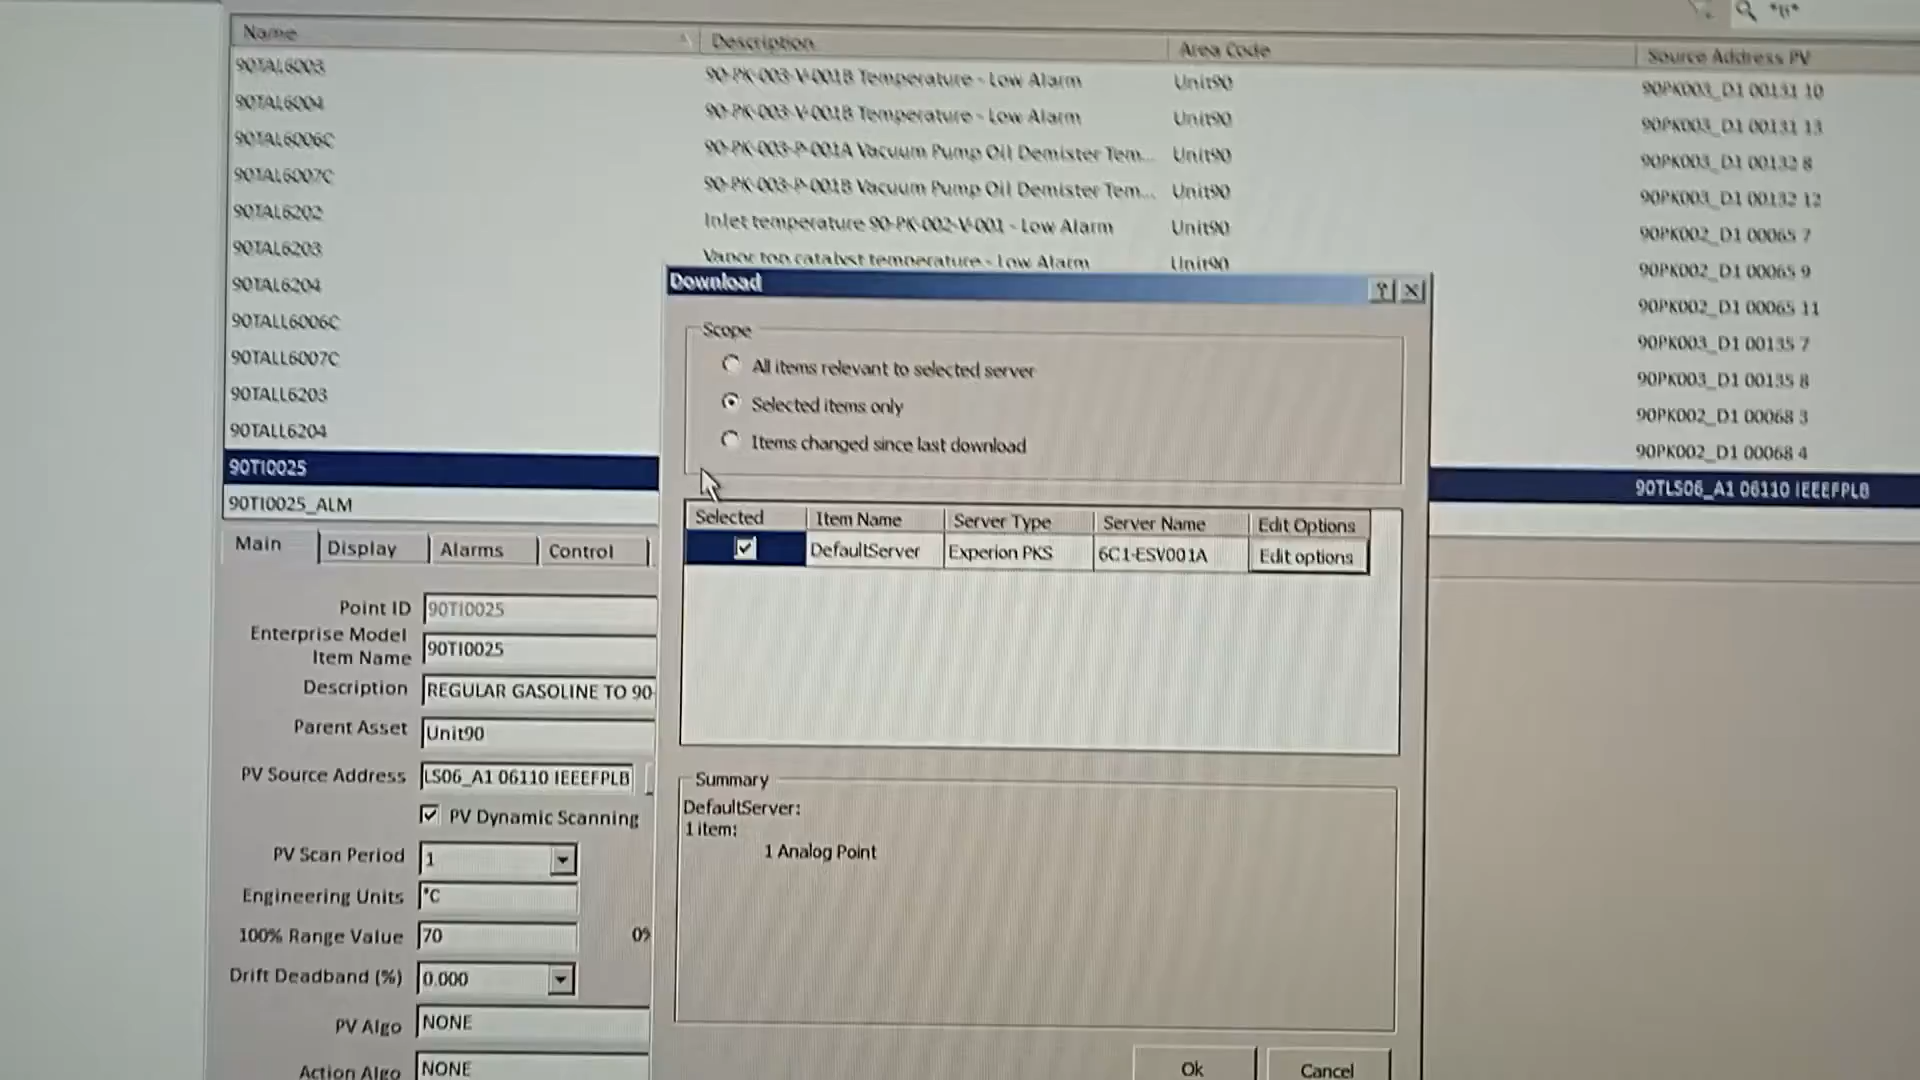 Name Description Area Code Source Address PV
90TAL6003 90-PK-003-V-001B Temperature - Low Alarm Unit90 90PK003_D1 00131 10
90TAL6004 90-PK-003-V-001B Temperature - Low Alarm Unit90 90PK003_D1 00131 13
90TAL6006C 90-PK-003-P-001A Vacuum Pump Oil Demister Tem... Unit90 90PK003_D1 00132 8
90TAL6007C 90-PK-003-P-001B Vacuum Pump Oil Demister Tem... Unit90 90PK003_D1 00132 12
90TAL6202 Inlet temperature 90-PK-002-V-001 - Low Alarm Unit90 90PK002_D1 00065 7
90TAL6203 Vapor top catalyst temperature - Low Alarm Unit90 90PK002_D1 00065 9
90TAL6204 90PK002_D1 00065 11
90TALL6006C 90PK003_D1 00135 7
90TALL6007C 90PK003_D1 00135 8
90TALL6203 90PK002_D1 00068 3
90TALL6204 90PK002_D1 00068 4
90TI0025 90TLS06_A1 06110 IEEEFPLB
90TI0025_ALM
Download
Scope
All items relevant to selected server
Selected items only
Items changed since last download
Selected Item Name Server Type Server Name Edit Options
DefaultServer Experion PKS 6C1-ESV001A Edit options
Summary
DefaultServer:
1 item:
1 Analog Point
Ok Cancel
Main Display Alarms Control
Point ID 90TI0025
Enterprise Model
Item Name 90TI0025
Description REGULAR GASOLINE TO 90-
Parent Asset Unit90
PV Source Address LS06_A1 06110 IEEEFPLB
PV Dynamic Scanning
PV Scan Period 1
Engineering Units °C
100% Range Value 70 0%
Drift Deadband (%) 0.000
PV Algo NONE
Action Algo NONE